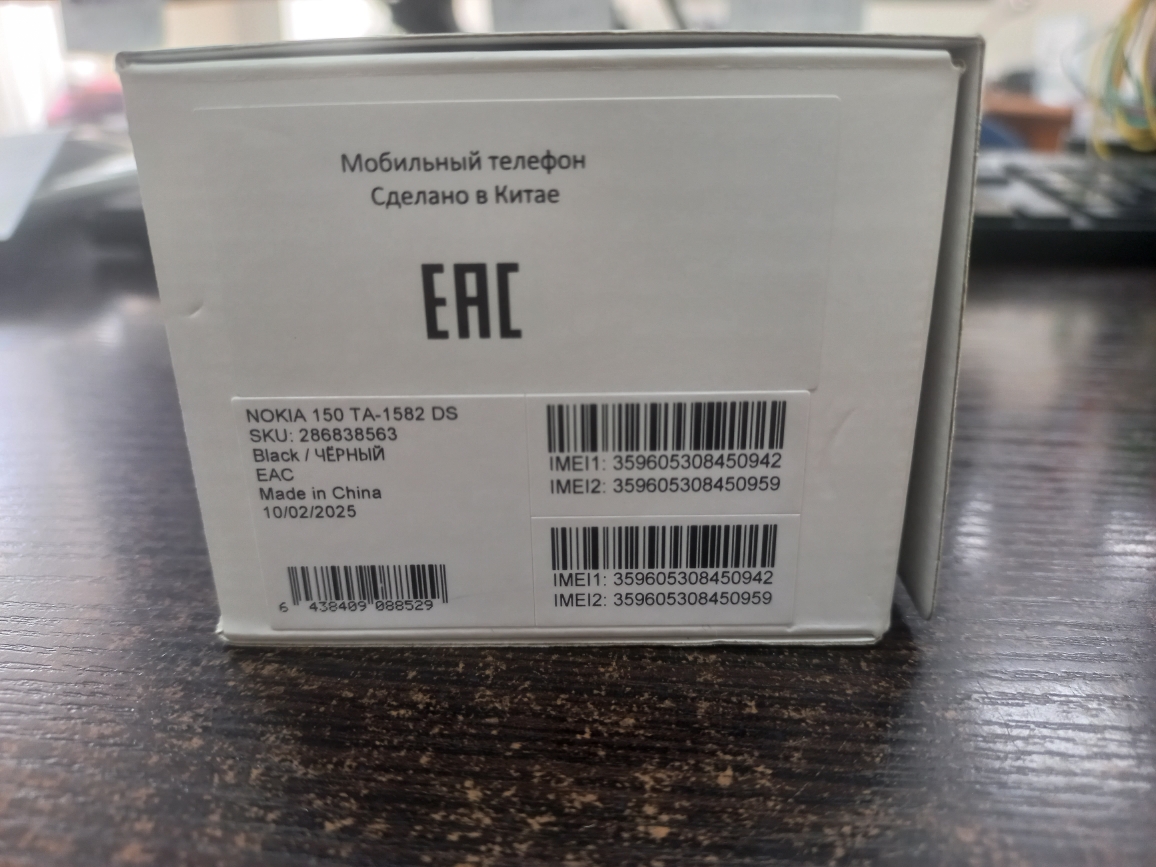 Мобильный телефон
Сделано в Китае
EAC
NOKIA 150 TA-1582 DS
SKU: 286838563
Black / ЧЁРНЫЙ
EAC
Made in China
10/02/2025
6 438409 088529
IMEI1: 359605308450942
IMEI2: 359605308450959
IMEI1: 359605308450942
IMEI2: 359605308450959